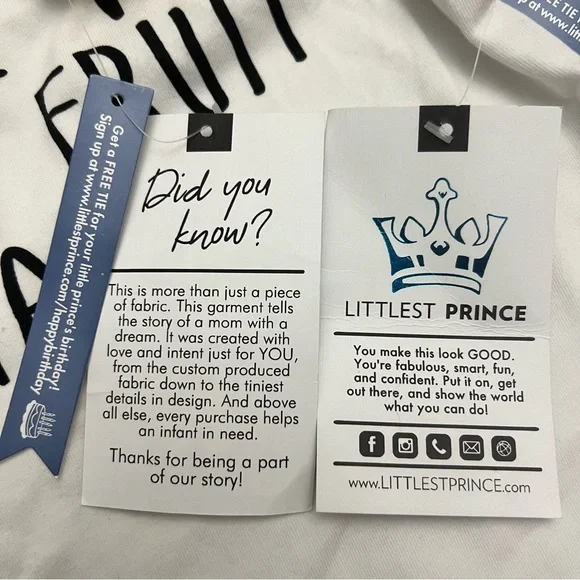 FRUIT
Get a FREE TIE for your little prince's birthday!
Sign up at www.littlestprince.com/happybirthday
Did you
know?
This is more than just a piece
of fabric. This garment tells
the story of a mom with a
dream. It was created with
love and intent just for YOU,
from the custom produced
fabric down to the tiniest
details in design. And above
all else, every purchase helps
an infant in need.
Thanks for being a part
of our story!
LITTLEST PRINCE
You make this look GOOD.
You're fabulous, smart, fun,
and confident. Put it on, get
out there, and show the world
what you can do!
www.LITTLESTPRINCE.com